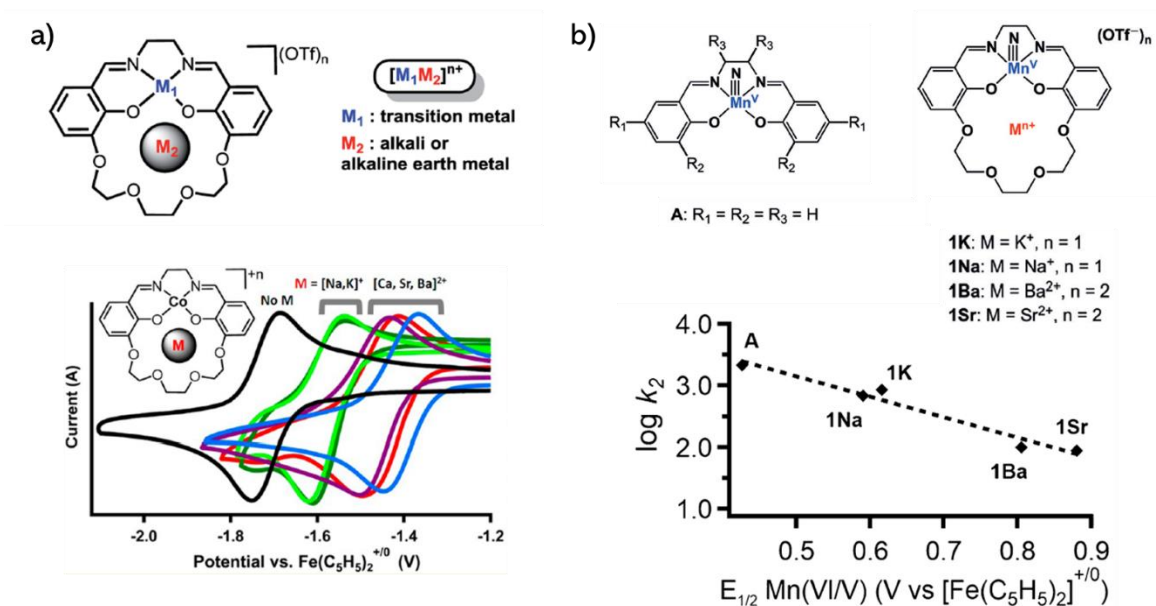 a)
N
N
M₁
O
O
M₂
O
O
O
O
](OTf)ₙ
[M₁M₂]ⁿ⁺
M₁ : transition metal
M₂ : alkali or
alkaline earth metal
N
N
Co
O
O
M
O
O
O
O
]⁺ⁿ
No M
M = [Na,K]⁺
[Ca, Sr, Ba]²⁺
Current (A)
-2.0
-1.8
-1.6
-1.4
-1.2
Potential vs. Fe(C₅H₅)₂⁺/⁰ (V)
b)
R₃
R₃
N
N
N
Mnⱽ
R₁
O
O
R₁
R₂
R₂
A: R₁ = R₂ = R₃ = H
N
N
N
Mnⱽ
(OTf⁻)ₙ
O
O
Mⁿ⁺
O
O
O
O
1K: M = K⁺, n = 1
1Na: M = Na⁺, n = 1
1Ba: M = Ba²⁺, n = 2
1Sr: M = Sr²⁺, n = 2
log k₂
4.0
3.0
2.0
1.0
A
1Na
1K
1Ba
1Sr
0.5
0.6
0.7
0.8
0.9
E₁/₂ Mn(VI/V) (V vs [Fe(C₅H₅)₂]⁺/⁰)